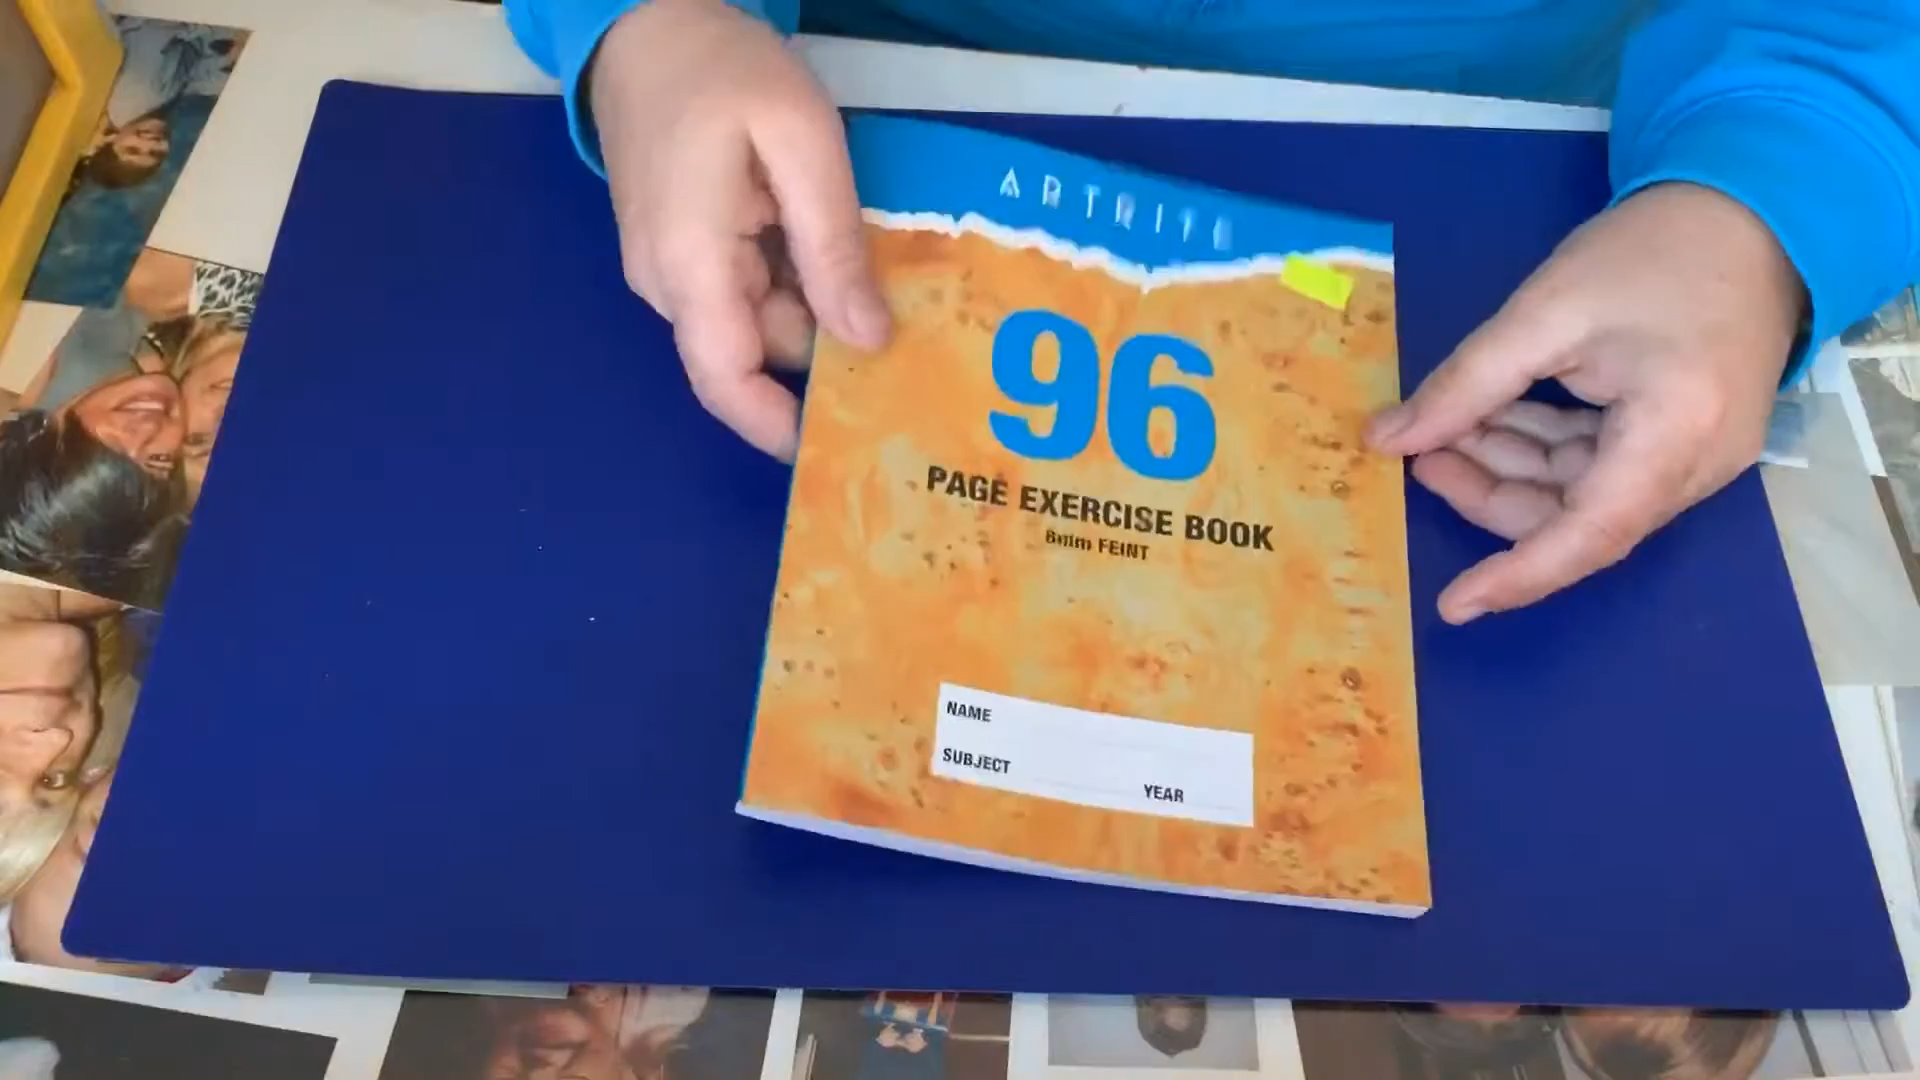 ARTRITE
96
PAGE EXERCISE BOOK
8mm FEINT
NAME
SUBJECT
YEAR